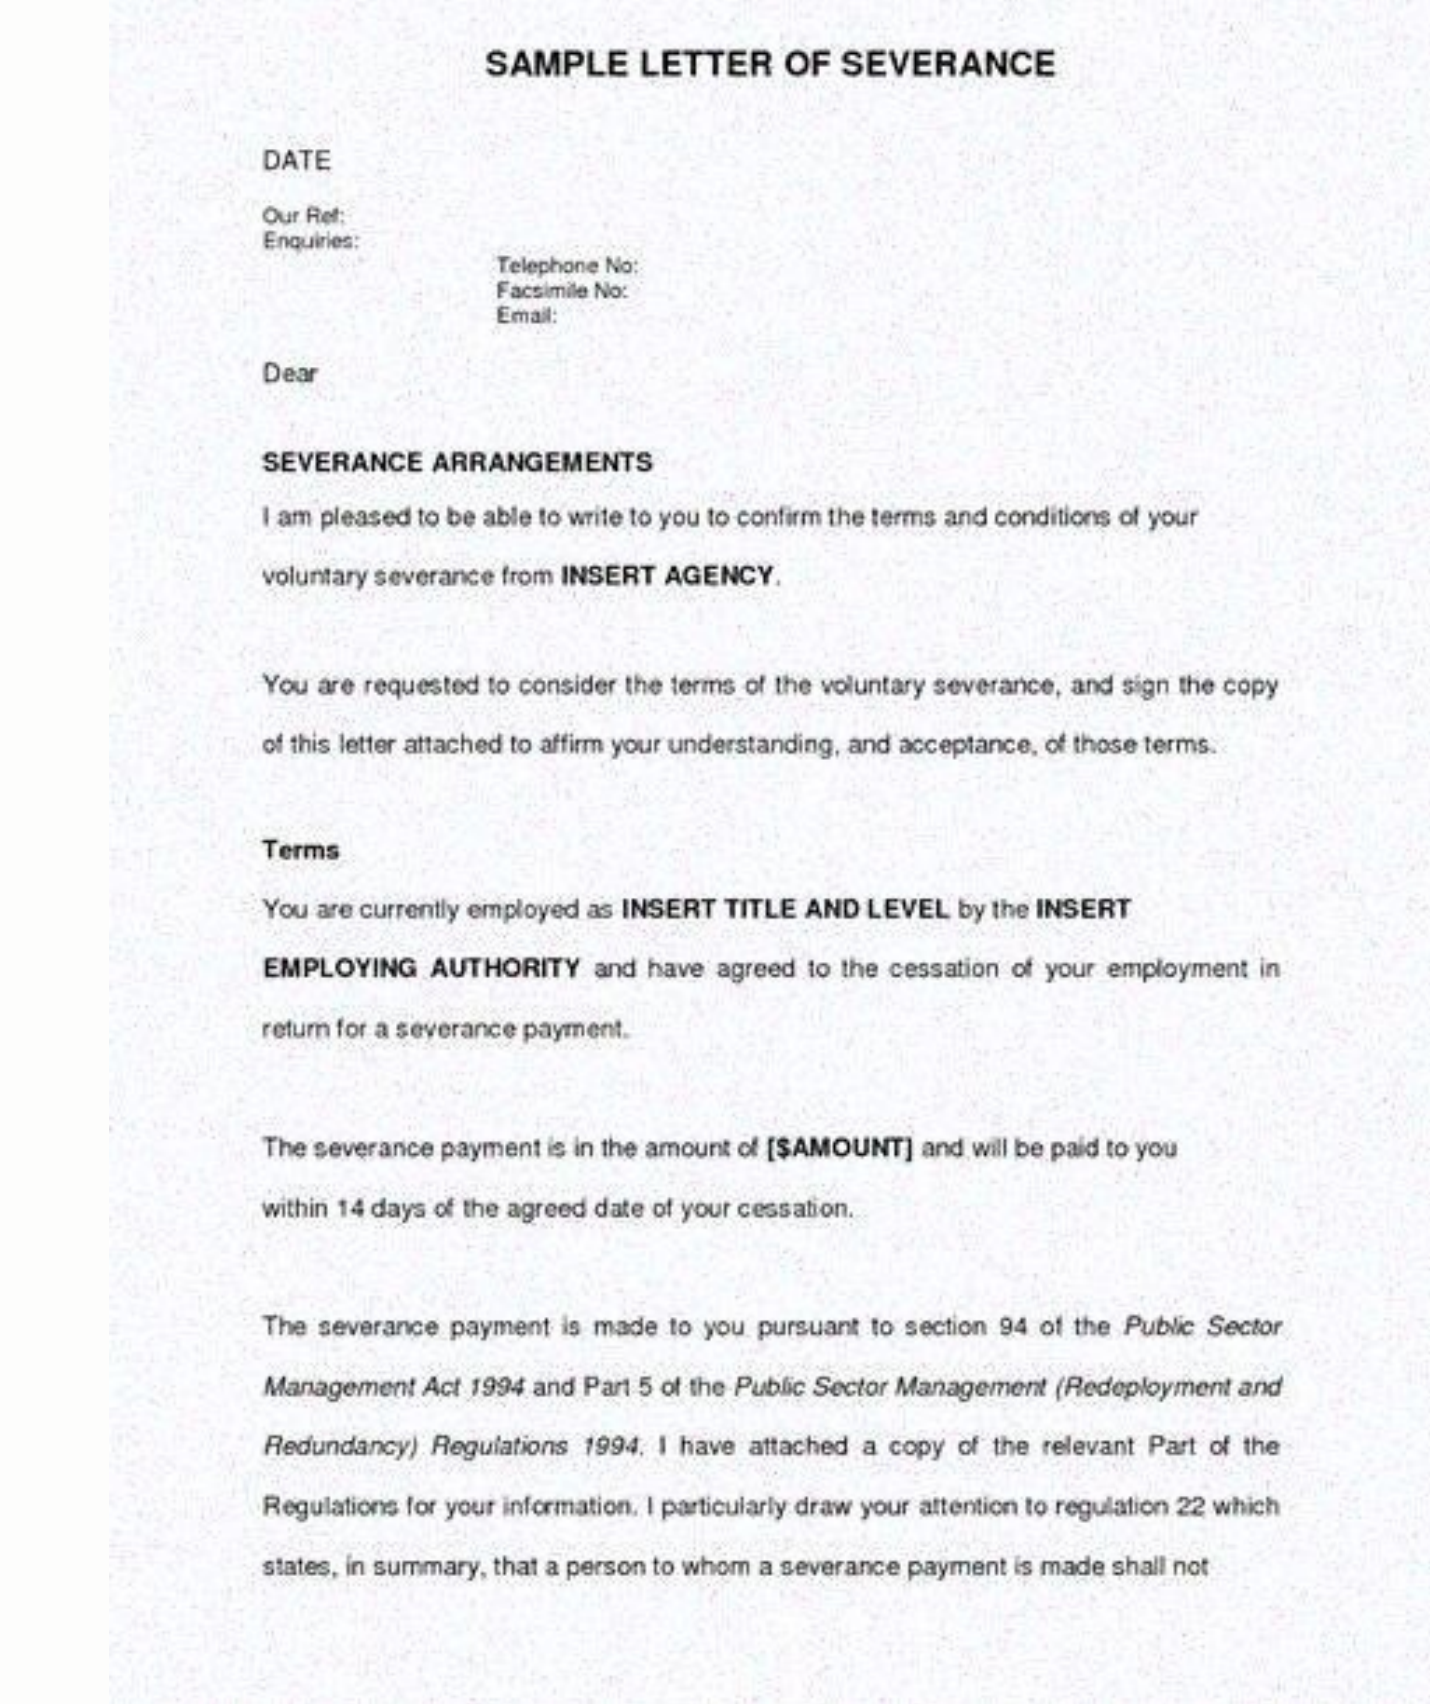 SAMPLE LETTER OF SEVERANCE
DATE
Our Ref:
Enquiries:
Telephone No:
Facsimile No:
Email:
Dear
SEVERANCE ARRANGEMENTS
I am pleased to be able to write to you to confirm the terms and conditions of your
voluntary severance from INSERT AGENCY.
You are requested to consider the terms of the voluntary severance, and sign the copy
of this letter attached to affirm your understanding, and acceptance, of those terms.
Terms
You are currently employed as INSERT TITLE AND LEVEL by the INSERT
EMPLOYING AUTHORITY and have agreed to the cessation of your employment in
return for a severance payment.
The severance payment is in the amount of [$AMOUNT] and will be paid to you
within 14 days of the agreed date of your cessation.
The severance payment is made to you pursuant to section 94 of the Public Sector
Management Act 1994 and Part 5 of the Public Sector Management (Redeployment and
Redundancy) Regulations 1994. I have attached a copy of the relevant Part of the
Regulations for your information. I particularly draw your attention to regulation 22 which
states, in summary, that a person to whom a severance payment is made shall not